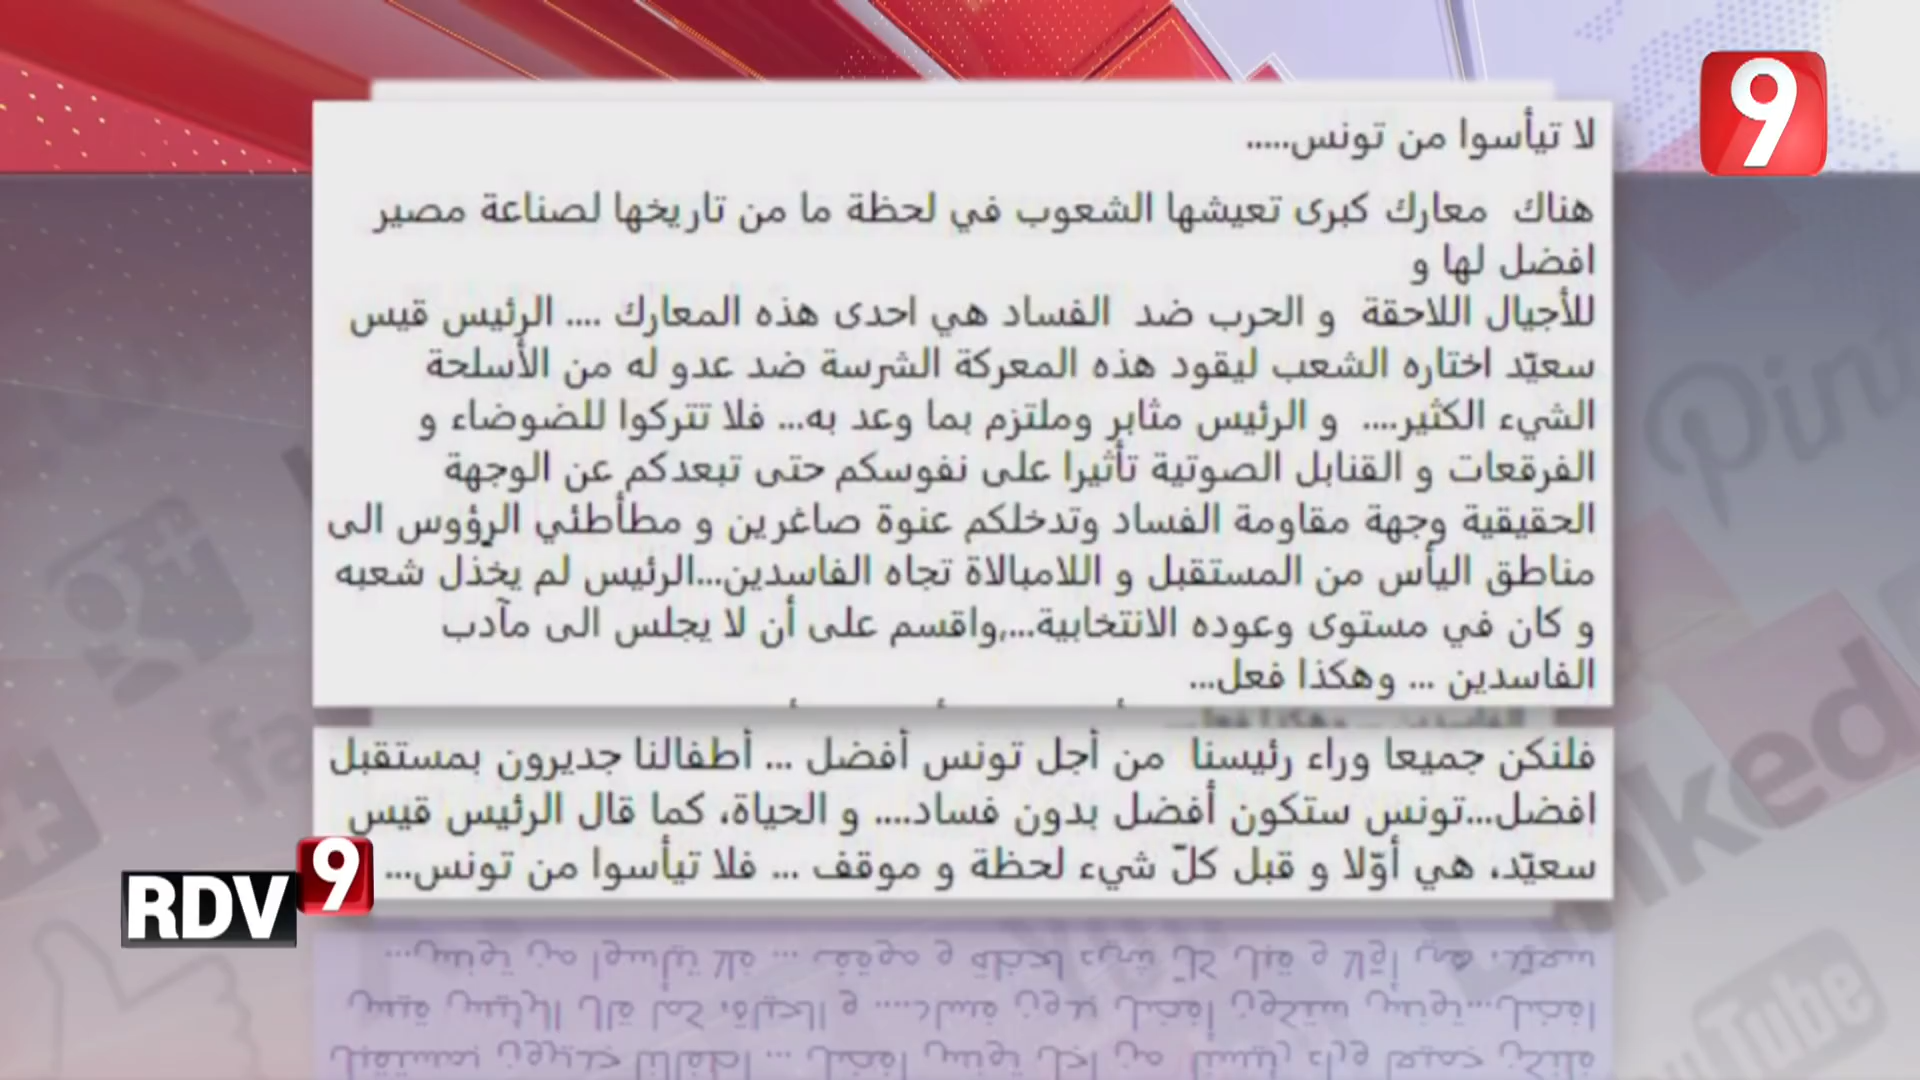 9
لا تيأسوا من تونس.....
هناك معارك كبرى تعيشها الشعوب في لحظة ما من تاريخها لصناعة مصير
افضل لها و
للأجيال اللاحقة و الحرب ضد الفساد هي احدى هذه المعارك .... الرئيس قيس
سعيّد اختاره الشعب ليقود هذه المعركة الشرسة ضد عدو له من الأسلحة
الشيء الكثير.... و الرئيس مثابر وملتزم بما وعد به... فلا تتركوا للضوضاء و
الفرقعات و القنابل الصوتية تأثيرا على نفوسكم حتى تبعدكم عن الوجهة
الحقيقية وجهة مقاومة الفساد وتدخلكم عنوة صاغرين و مطأطئي الرؤوس الى
مناطق اليأس من المستقبل و اللامبالاة تجاه الفاسدين...الرئيس لم يخذل شعبه
و كان في مستوى وعوده الانتخابية...,واقسم على أن لا يجلس الى مآدب
الفاسدين ... وهكذا فعل...
فلنكن جميعا وراء رئيسنا من أجل تونس أفضل ... أطفالنا جديرون بمستقبل
افضل...تونس ستكون أفضل بدون فساد.... و الحياة، كما قال الرئيس قيس
سعيّد، هي أوّلا و قبل كلّ شيء لحظة و موقف ... فلا تيأسوا من تونس...
RDV 9
Pint
Linked
YouTube